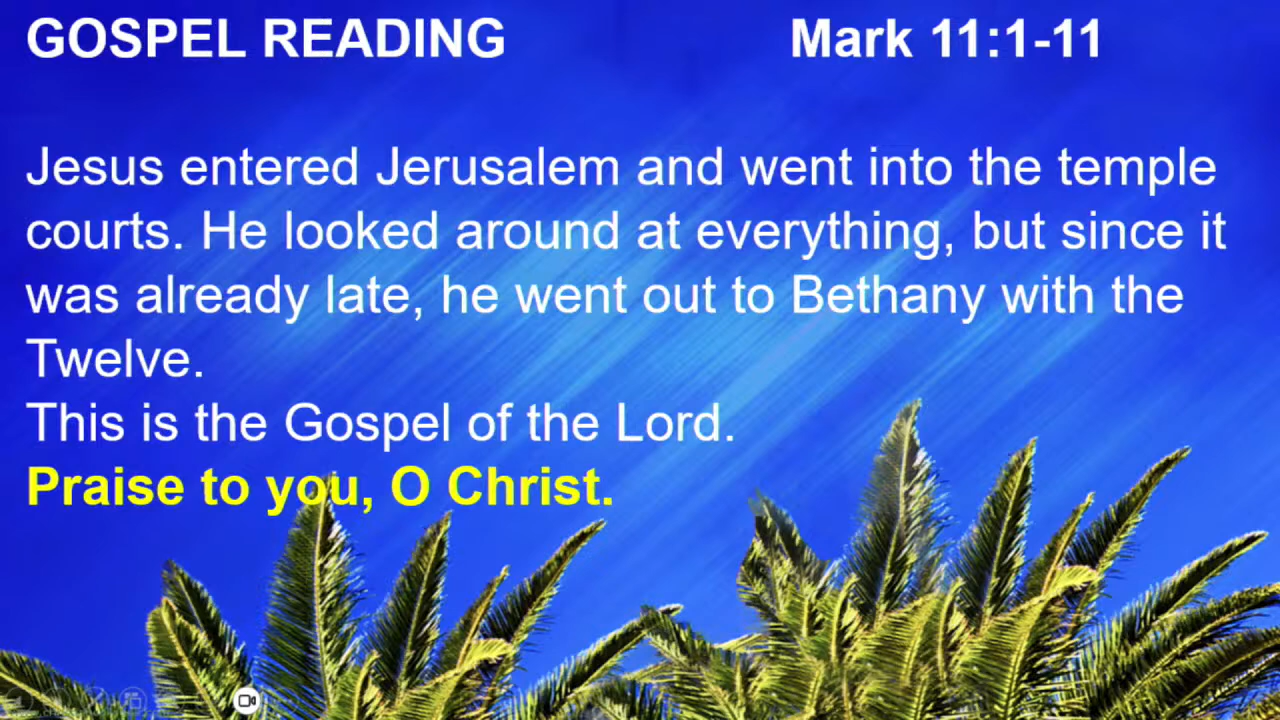 GOSPEL READING Mark 11:1-11
Jesus entered Jerusalem and went into the temple
courts. He looked around at everything, but since it
was already late, he went out to Bethany with the
Twelve.
This is the Gospel of the Lord.
Praise to you, O Christ.